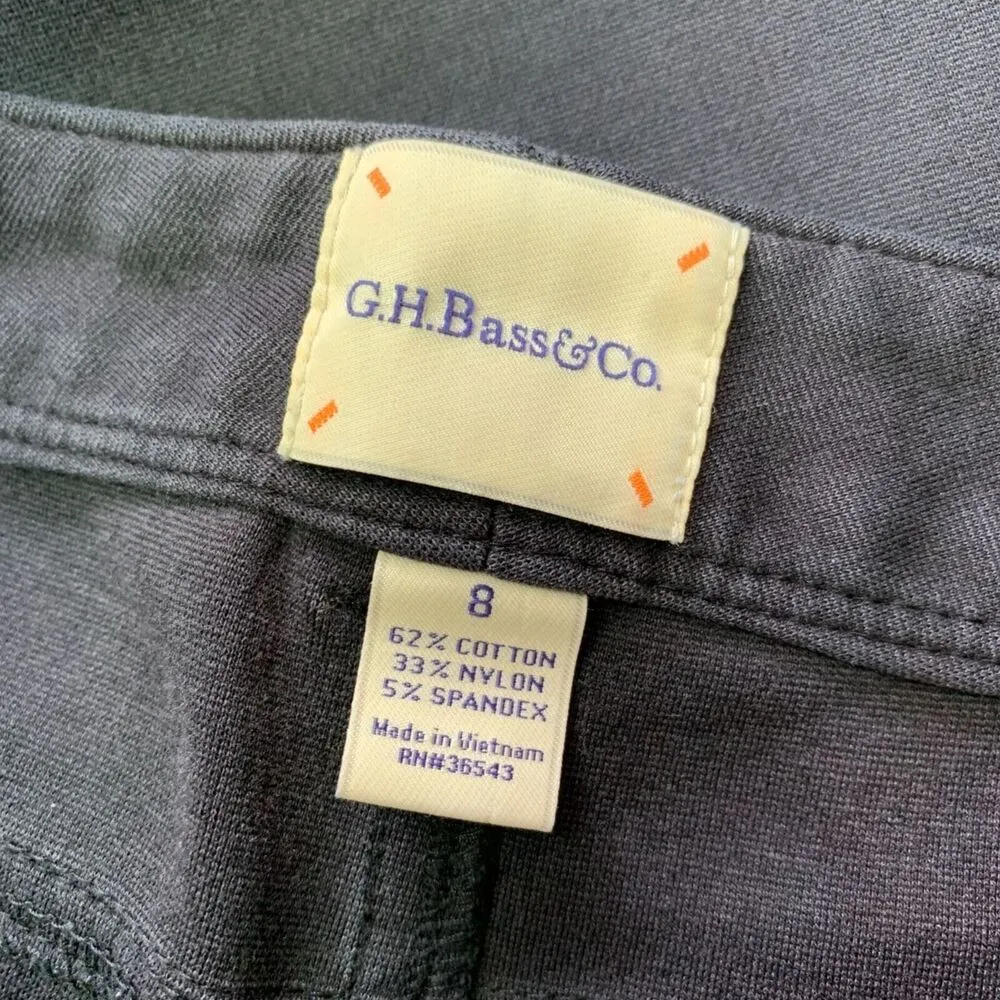 G.H.Bass&Co.
8
62% COTTON
33% NYLON
5% SPANDEX
Made in Vietnam
RN#36543